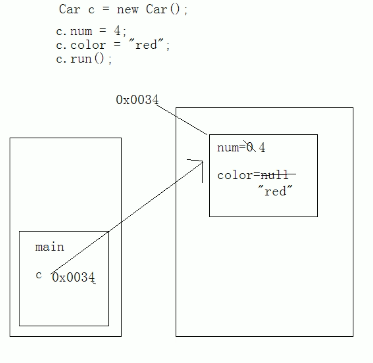 Car c = new Car();
c.num = 4;
c.color = "red";
c.run();
0x0034
num=0 4
color=null
"red"
main
c 0x0034